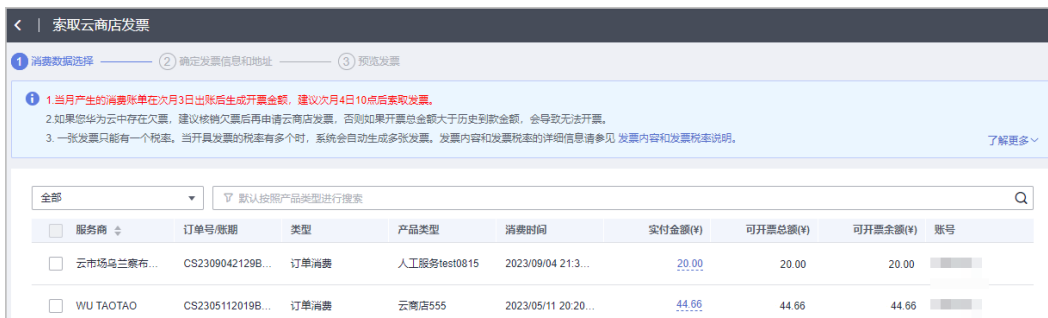 索取云商店发票
1 消费数据选择 2 确定发票信息和地址 3 预览发票
1.当月产生的消费账单在次月3日出账后生成开票金额，建议次月4日10点后索取发票。
2.如果您华为云中存在欠票，建议核销欠票后再申请云商店发票，否则如果开票总金额大于历史到款金额，会导致无法开票。
3. 一张发票只能有一个税率。当开具发票的税率有多个时，系统会自动生成多张发票。发票内容和发票税率的详细信息请参见 发票内容和发票税率说明。
了解更多
全部 默认按照产品类型进行搜索
服务商 订单号/账期 类型 产品类型 消费时间 实付金额(¥) 可开票总额(¥) 可开票余额(¥) 账号
云市场乌兰察布... CS2309042129B... 订单消费 人工服务test0815 2023/09/04 21:3... 20.00 20.00 20.00
WU TAOTAO CS2305112019B... 订单消费 云商店555 2023/05/11 20:20... 44.66 44.66 44.66